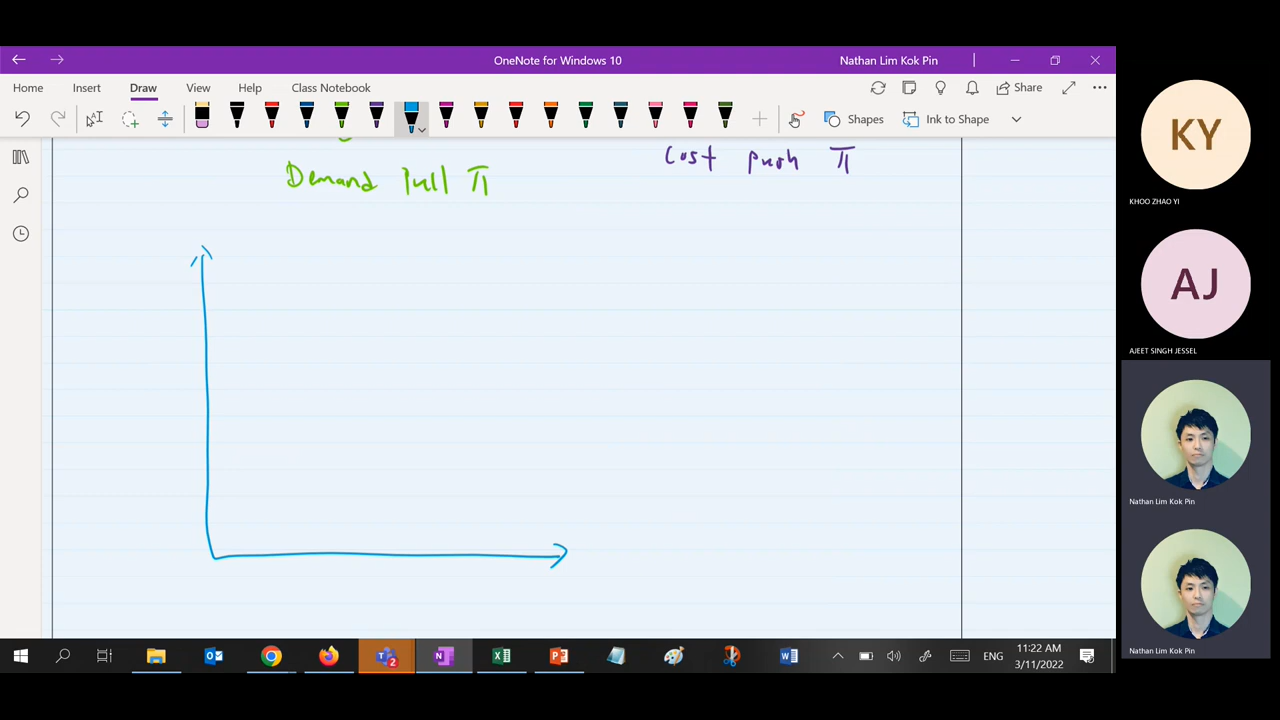 OneNote for Windows 10
Nathan Lim Kok Pin
Home Insert Draw View Help Class Notebook Share
A
Shapes Ink to Shape
Cost push π
Demand Pull π
KY
KHOO ZHAO YI
AJ
AJEET SINGH JESSEL
Nathan Lim Kok Pin
Nathan Lim Kok Pin
2
ENG
11:22 AM
3/11/2022